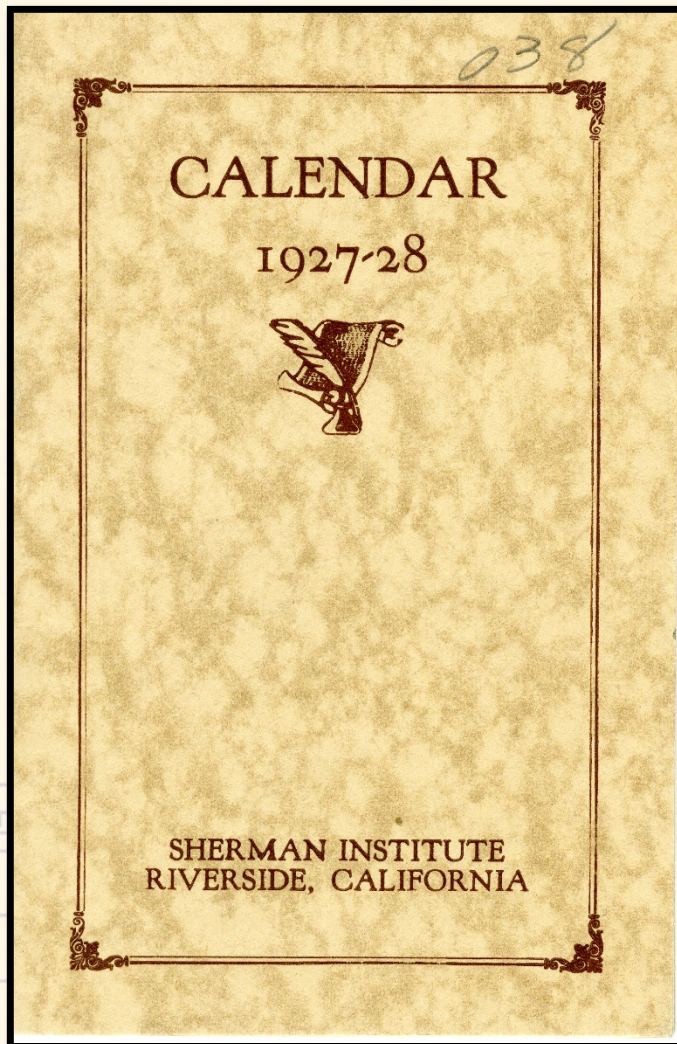 038
CALENDAR
1927-28
SHERMAN INSTITUTE
RIVERSIDE, CALIFORNIA